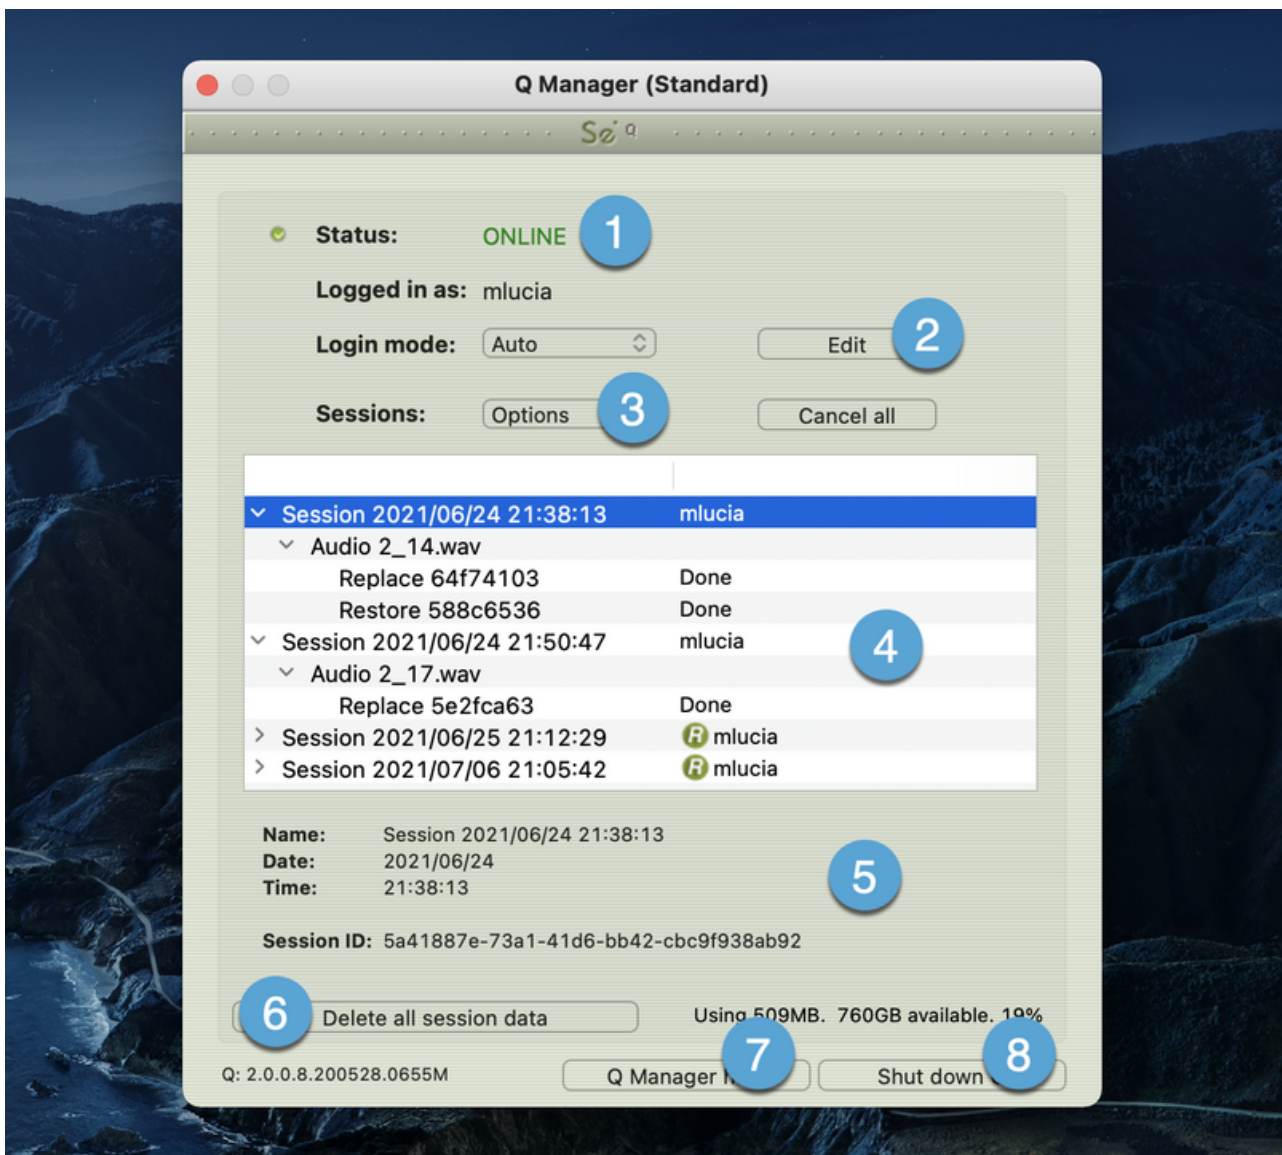 Q Manager (Standard)
Se Q
Status: ONLINE 1
Logged in as: mlucia
Login mode: Auto Edit 2
Sessions: Options 3 Cancel all
Session 2021/06/24 21:38:13 mlucia
Audio 2_14.wav
Replace 64f74103 Done
Restore 588c6536 Done
4
Session 2021/06/24 21:50:47 mlucia
Audio 2_17.wav
Replace 5e2fca63 Done
Session 2021/06/25 21:12:29 R mlucia
Session 2021/07/06 21:05:42 R mlucia
Name: Session 2021/06/24 21:38:13
Date: 2021/06/24
5
Time: 21:38:13
Session ID: 5a41887e-73a1-41d6-bb42-cbc9f938ab92
6 Delete all session data Using 509MB. 760GB available. 19%
7 8
Q: 2.0.0.8.200528.0655M Q Manager Shut down